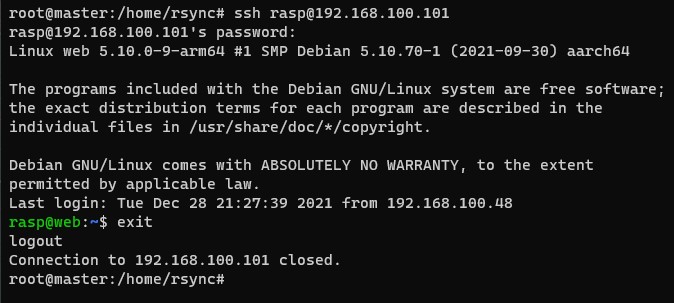 root@master:/home/rsync# ssh rasp@192.168.100.101
rasp@192.168.100.101's password:
Linux web 5.10.0-9-arm64 #1 SMP Debian 5.10.70-1 (2021-09-30) aarch64

The programs included with the Debian GNU/Linux system are free software;
the exact distribution terms for each program are described in the
individual files in /usr/share/doc/*/copyright.

Debian GNU/Linux comes with ABSOLUTELY NO WARRANTY, to the extent
permitted by applicable law.
Last login: Tue Dec 28 21:27:39 2021 from 192.168.100.48
rasp@web:~$ exit
logout
Connection to 192.168.100.101 closed.
root@master:/home/rsync#